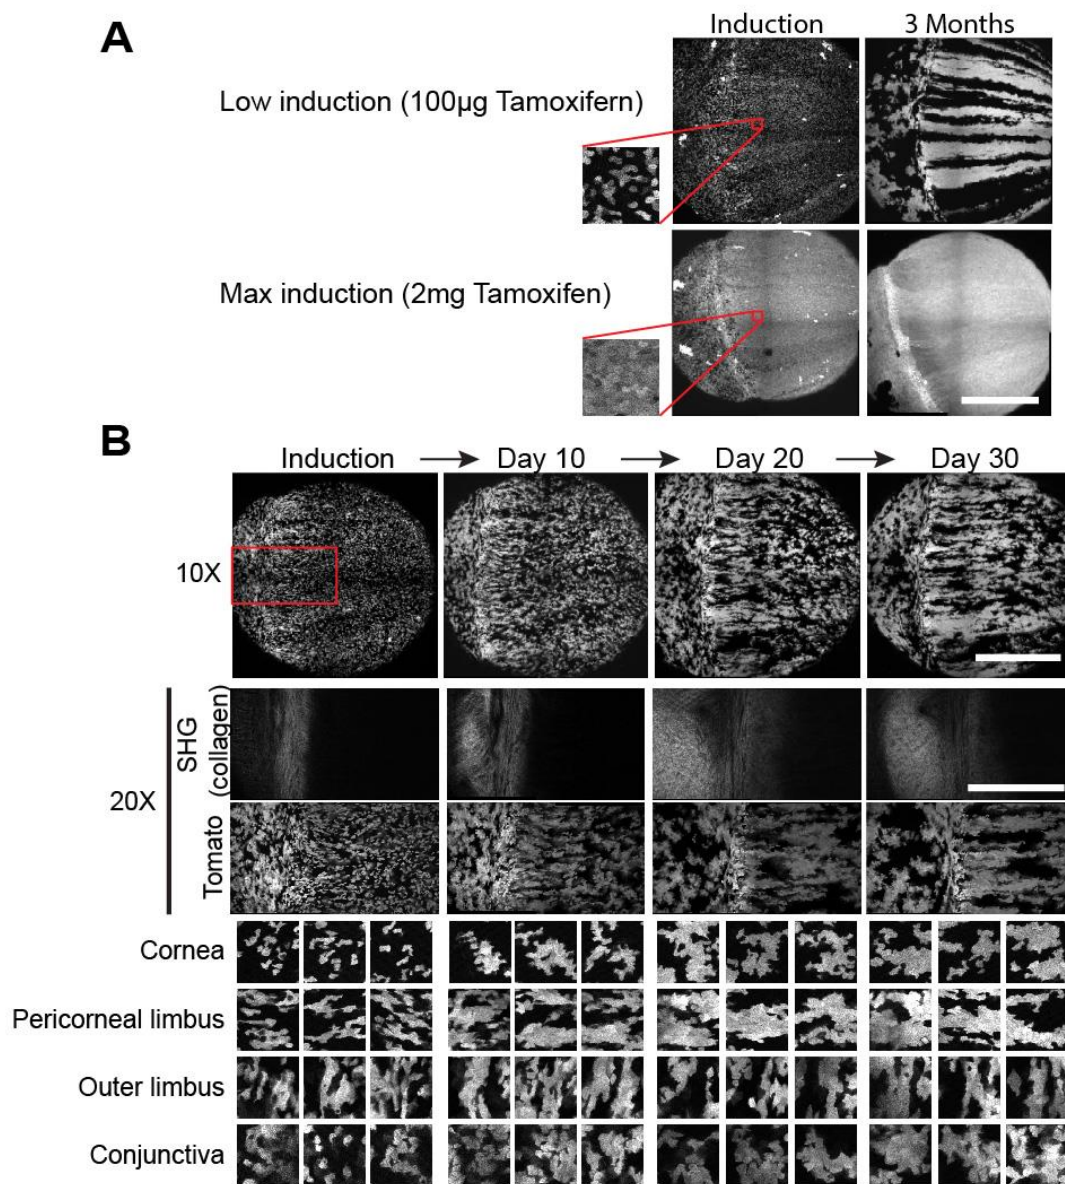 A
Induction 3 Months
Low induction (100µg Tamoxifern)
Max induction (2mg Tamoxifen)
B
Induction → Day 10 → Day 20 → Day 30
10X
20X
SHG
(collagen)
Tomato
Cornea
Pericorneal limbus
Outer limbus
Conjunctiva